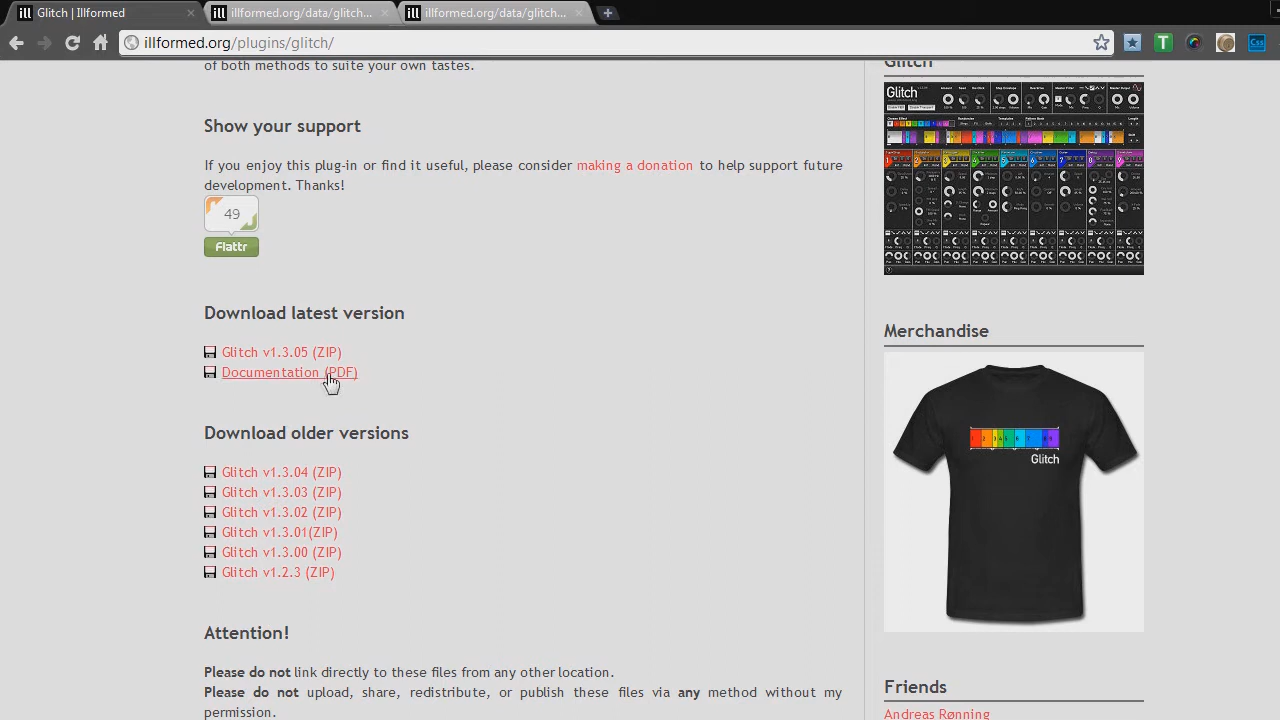 Glitch | Illformed
illformed.org/data/glitch...
illformed.org/data/glitch...
illformed.org/plugins/glitch/
of both methods to suite your own tastes.
Show your support
If you enjoy using Glitch and find it useful, please consider making a donation to help support future
development. Thanks!
49
Flattr
Download latest version
Glitch v1.3.05 (ZIP)
Documentation (PDF)
Download older versions
Glitch v1.3.04 (ZIP)
Glitch v1.3.03 (ZIP)
Glitch v1.3.02 (ZIP)
Glitch v1.3.01(ZIP)
Glitch v1.3.00 (ZIP)
Glitch v1.2.3 (ZIP)
Attention!
Please do not link directly to these files from any other location.
Please do not upload, share, redistribute, or publish these files via any method without my
permission.
Glitch
Glitch
Merchandise
Glitch
Friends
Andreas Rønning